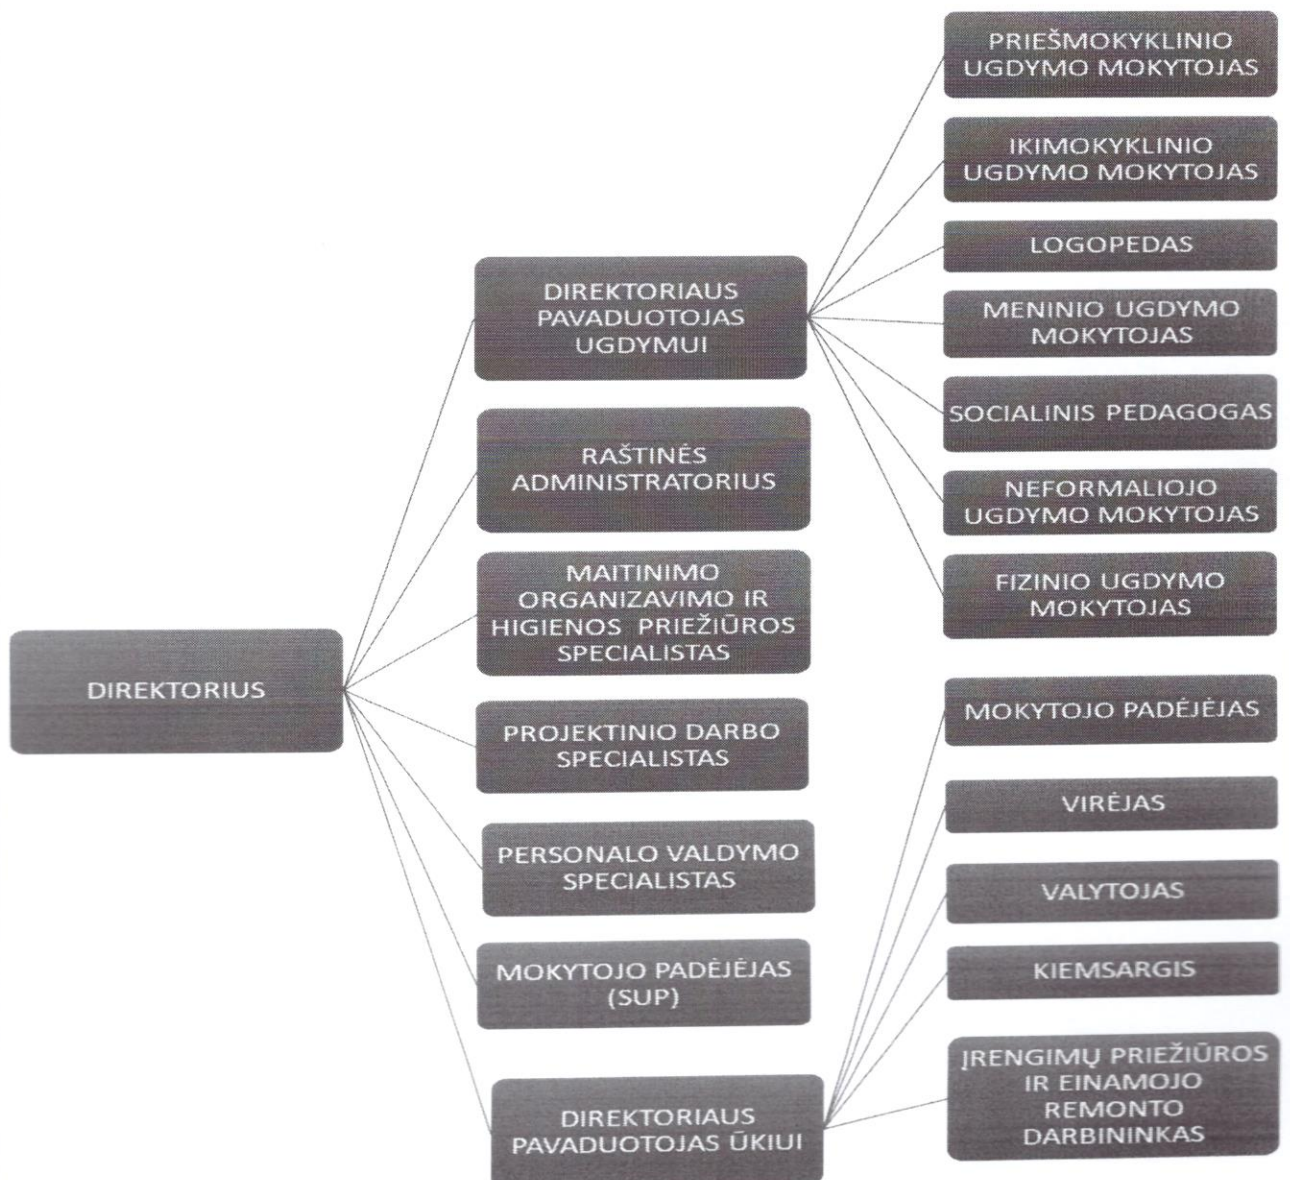 DIREKTORIUS
DIREKTORIAUS
PAVADUOTOJAS
UGDYMUI
RAŠTINĖS
ADMINISTRATORIUS
MAITINIMO
ORGANIZAVIMO IR
HIGIENOS PRIEŽIŪROS
SPECIALISTAS
PROJEKTINIO DARBO
SPECIALISTAS
PERSONALO VALDYMO
SPECIALISTAS
MOKYTOJO PADĖJĖJAS
(SUP)
DIREKTORIAUS
PAVADUOTOJAS ŪKIUI
PRIEŠMOKYKLINIO
UGDYMO MOKYTOJAS
IKIMOKYKLINIO
UGDYMO MOKYTOJAS
LOGOPEDAS
MENINIO UGDYMO
MOKYTOJAS
SOCIALINIS PEDAGOGAS
NEFORMALIOJO
UGDYMO MOKYTOJAS
FIZINIO UGDYMO
MOKYTOJAS
MOKYTOJO PADĖJĖJAS
VIRĖJAS
VALYTOJAS
KIEMSARGIS
ĮRENGIMŲ PRIEŽIŪROS
IR EINAMOJO
REMONTO
DARBININKAS